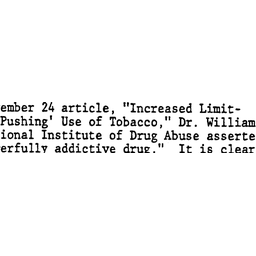 ember 24 article, "Increased Limit-
Pushing' Use of Tobacco," Dr. William
ional Institute of Drug Abuse asserte
erfully addictive drug." It is clear